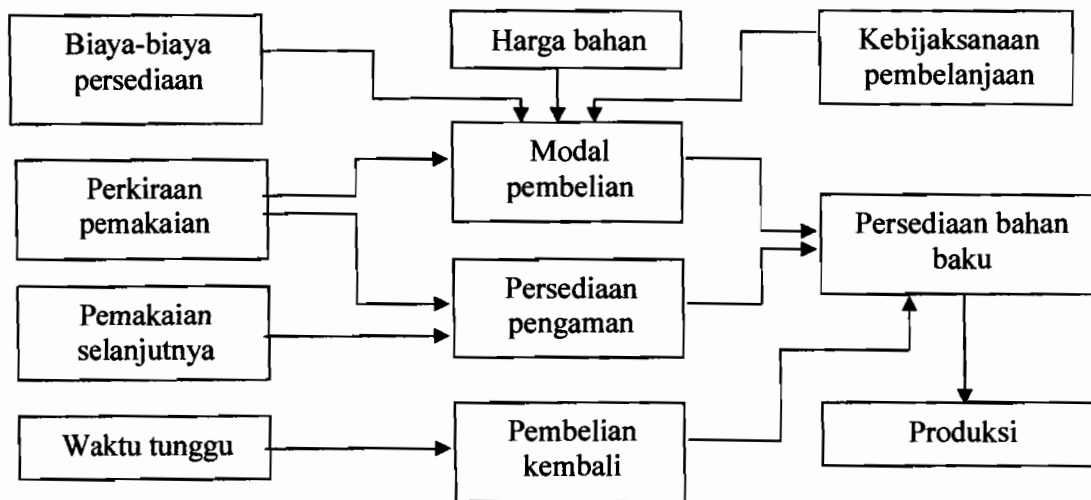 Biaya-biaya
persediaan
Harga bahan
Kebijaksanaan
pembelanjaan
Modal
pembelian
Perkiraan
pemakaian
Persediaan bahan
baku
Persediaan
pengaman
Pemakaian
selanjutnya
Waktu tunggu
Pembelian
kembali
Produksi